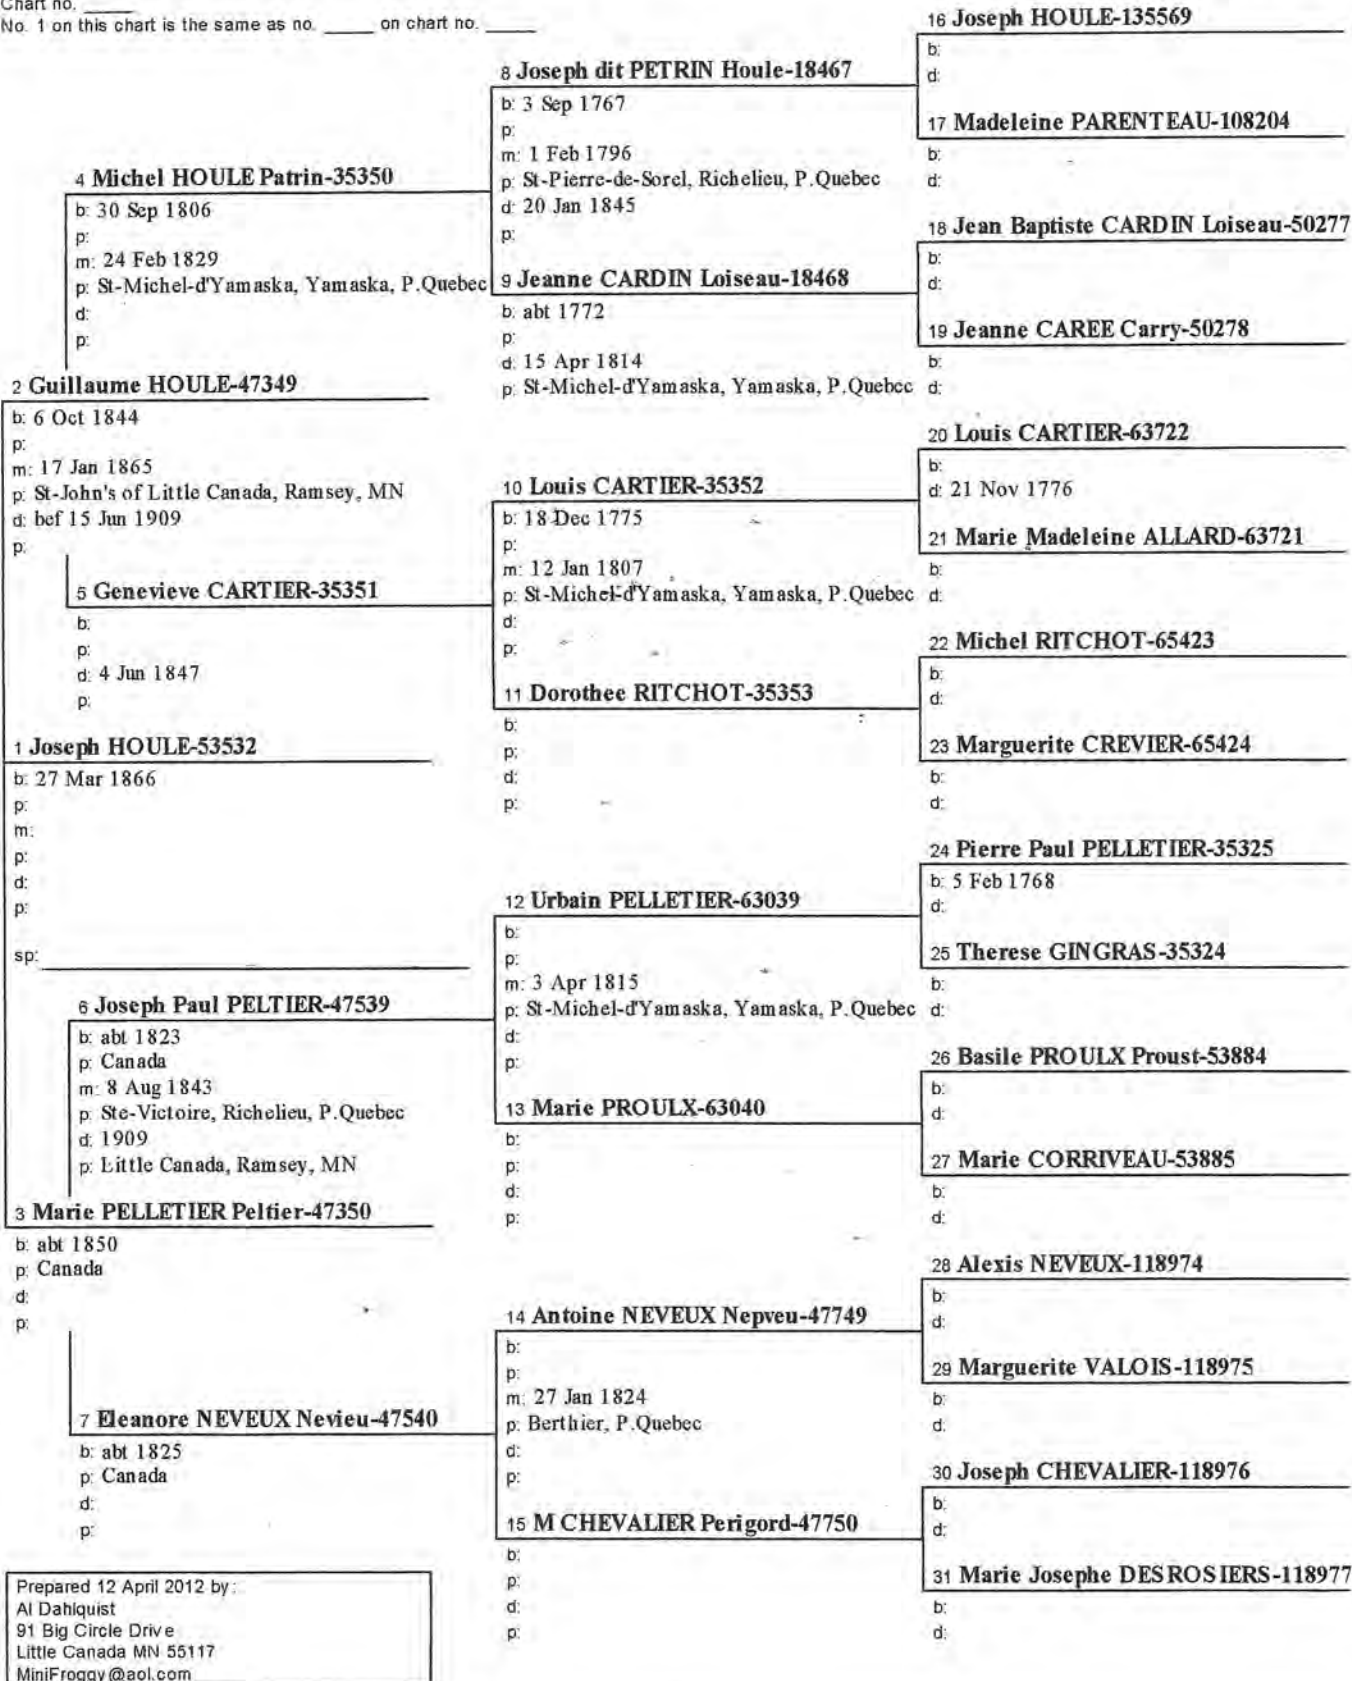 Chart no. _____
No. 1 on this chart is the same as no. _____ on chart no. _____
16 Joseph HOULE-135569
b:
d:
8 Joseph dit PETRIN Houle-18467
b: 3 Sep 1767
p:
m: 1 Feb 1796
p: St-Pierre-de-Sorel, Richelieu, P.Quebec
d: 20 Jan 1845
p:
17 Madeleine PARENTEAU-108204
b:
d:
4 Michel HOULE Patrin-35350
b: 30 Sep 1806
p:
m: 24 Feb 1829
p: St-Michel-d'Yamaska, Yamaska, P.Quebec
d:
p:
18 Jean Baptiste CARDIN Loiseau-50277
b:
d:
9 Jeanne CARDIN Loiseau-18468
b: abt 1772
p:
d: 15 Apr 1814
p: St-Michel-d'Yamaska, Yamaska, P.Quebec
19 Jeanne CAREE Carry-50278
b:
d:
2 Guillaume HOULE-47349
b: 6 Oct 1844
p:
m: 17 Jan 1865
p: St-John's of Little Canada, Ramsey, MN
d: bef 15 Jun 1909
p:
20 Louis CARTIER-63722
b:
d: 21 Nov 1776
10 Louis CARTIER-35352
b: 18 Dec 1775
p:
m: 12 Jan 1807
p: St-Michel-d'Yamaska, Yamaska, P.Quebec
d:
p:
21 Marie Madeleine ALLARD-63721
b:
d:
5 Genevieve CARTIER-35351
b:
p:
d: 4 Jun 1847
p:
22 Michel RITCHOT-65423
b:
d:
11 Dorothee RITCHOT-35353
b:
p:
d:
p:
23 Marguerite CREVIER-65424
b:
d:
1 Joseph HOULE-53532
b: 27 Mar 1866
p:
m:
p:
d:
p:
sp:
24 Pierre Paul PELLETIER-35325
b: 5 Feb 1768
d:
12 Urbain PELLETIER-63039
b:
p:
m: 3 Apr 1815
p: St-Michel-d'Yamaska, Yamaska, P.Quebec
d:
p:
25 Therese GINGRAS-35324
b:
d:
6 Joseph Paul PELTIER-47539
b: abt 1823
p: Canada
m: 8 Aug 1843
p: Ste-Victoire, Richelieu, P.Quebec
d: 1909
p: Little Canada, Ramsey, MN
26 Basile PROULX Proust-53884
b:
d:
13 Marie PROULX-63040
b:
p:
d:
p:
27 Marie CORRIVEAU-53885
b:
d:
3 Marie PELLETIER Peltier-47350
b: abt 1850
p: Canada
d:
p:
28 Alexis NEVEUX-118974
b:
d:
14 Antoine NEVEUX Nepveu-47749
b:
p:
m: 27 Jan 1824
p: Berthier, P.Quebec
d:
p:
29 Marguerite VALOIS-118975
b:
d:
7 Eleanore NEVEUX Nevieu-47540
b: abt 1825
p: Canada
d:
p:
30 Joseph CHEVALIER-118976
b:
d:
15 M CHEVALIER Perigord-47750
b:
p:
d:
p:
31 Marie Josephe DESROSIERS-118977
b:
d:
Prepared 12 April 2012 by:
Al Dahlquist
91 Big Circle Drive
Little Canada MN 55117
MiniFroggy@aol.com